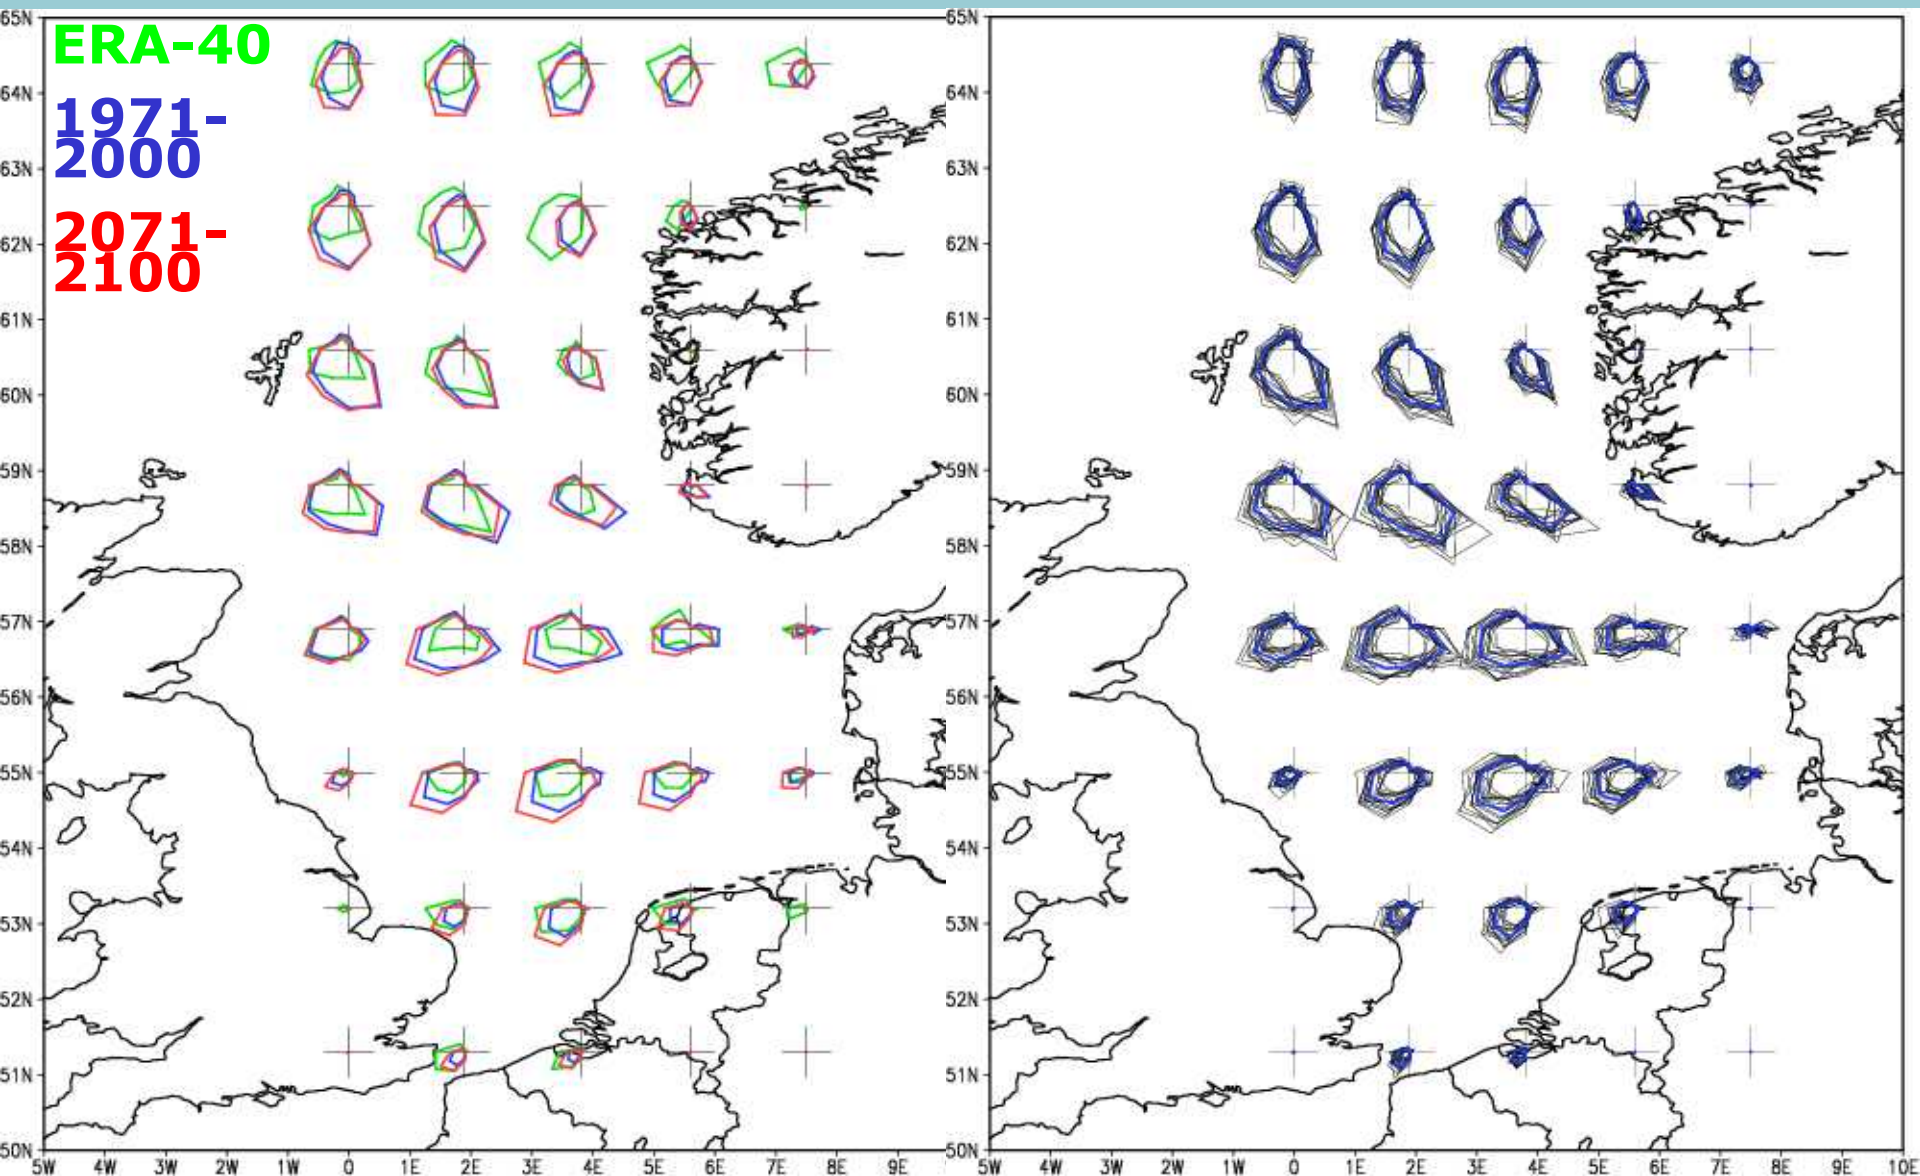 ERA-40
1971-
2000
2071-
2100
65N
64N
63N
62N
61N
60N
59N
58N
57N
56N
55N
54N
53N
52N
51N
50N
5W 4W 3W 2W 1W 0 1E 2E 3E 4E 5E 6E 7E 8E 9E
65N
64N
63N
62N
61N
60N
59N
58N
57N
56N
55N
54N
53N
52N
51N
50N
5W 4W 3W 2W 1W 0 1E 2E 3E 4E 5E 6E 7E 8E 9E 10E